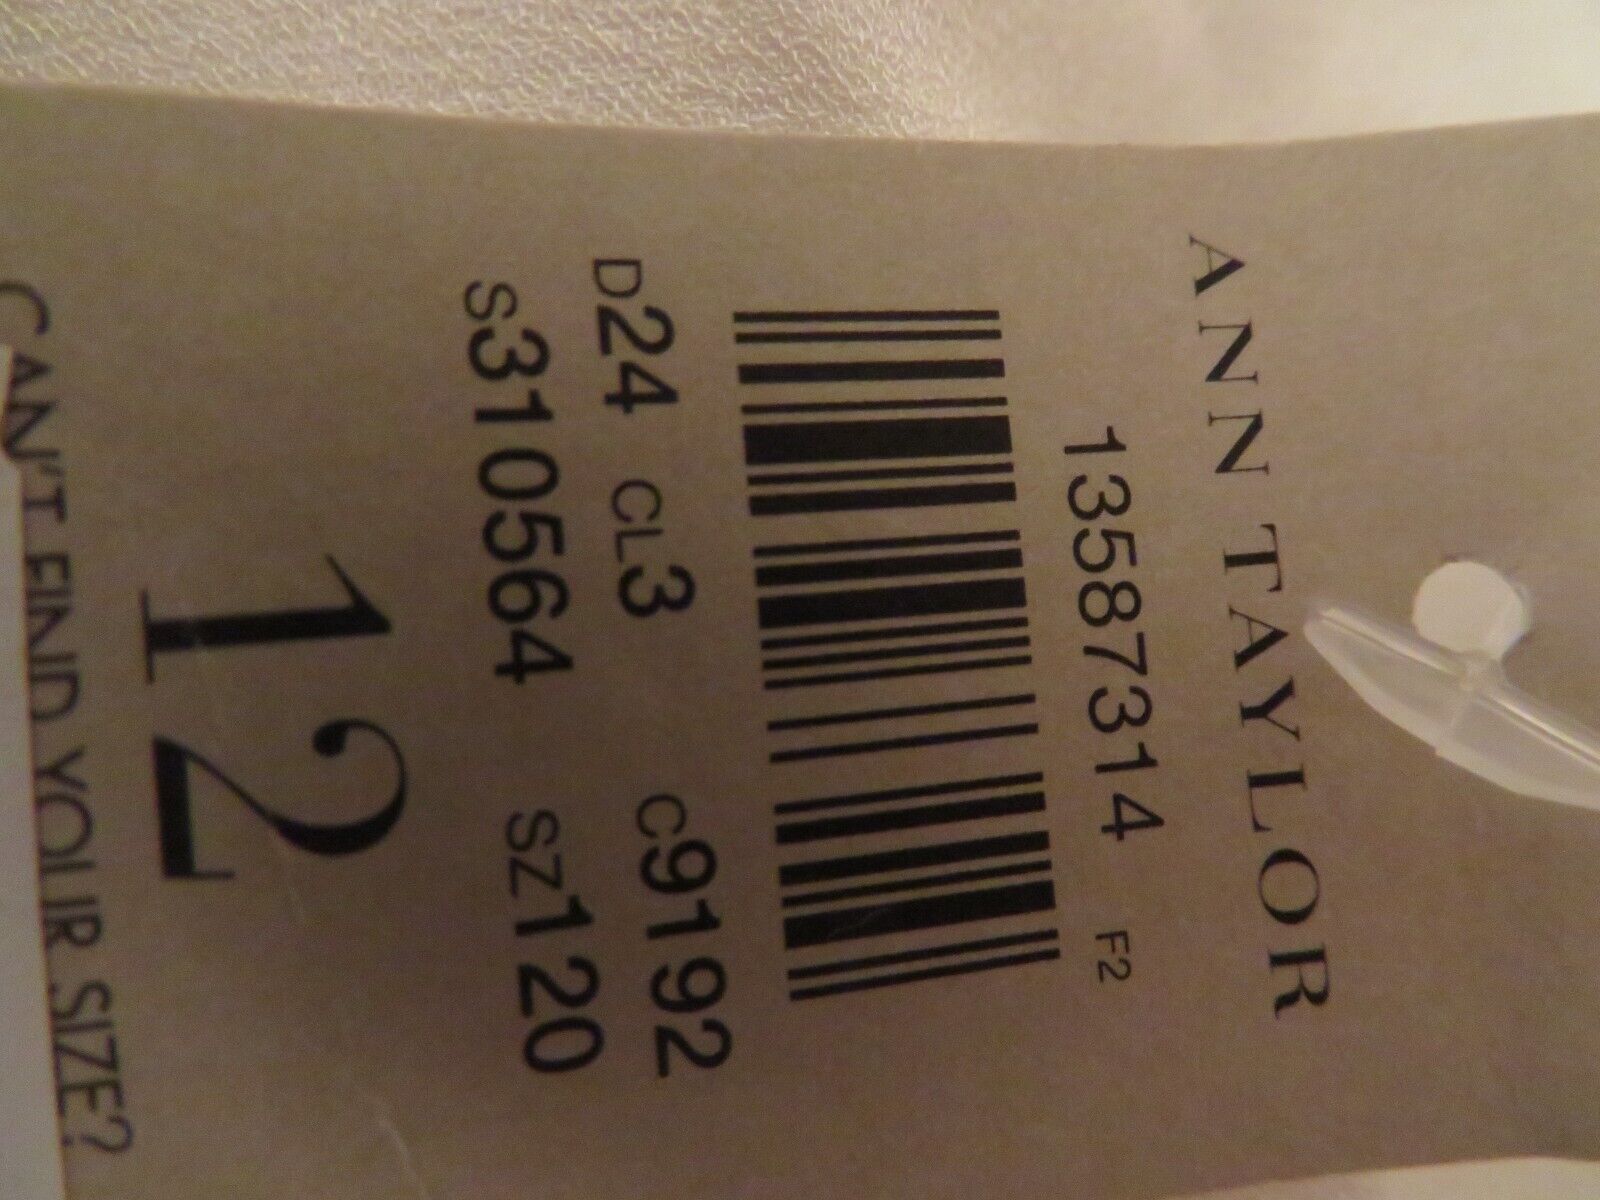 ANN TAYLOR
13587314 F2
D24 CL3 C9192
S310564 SZ120
12
CAN'T FIND YOUR SIZE?